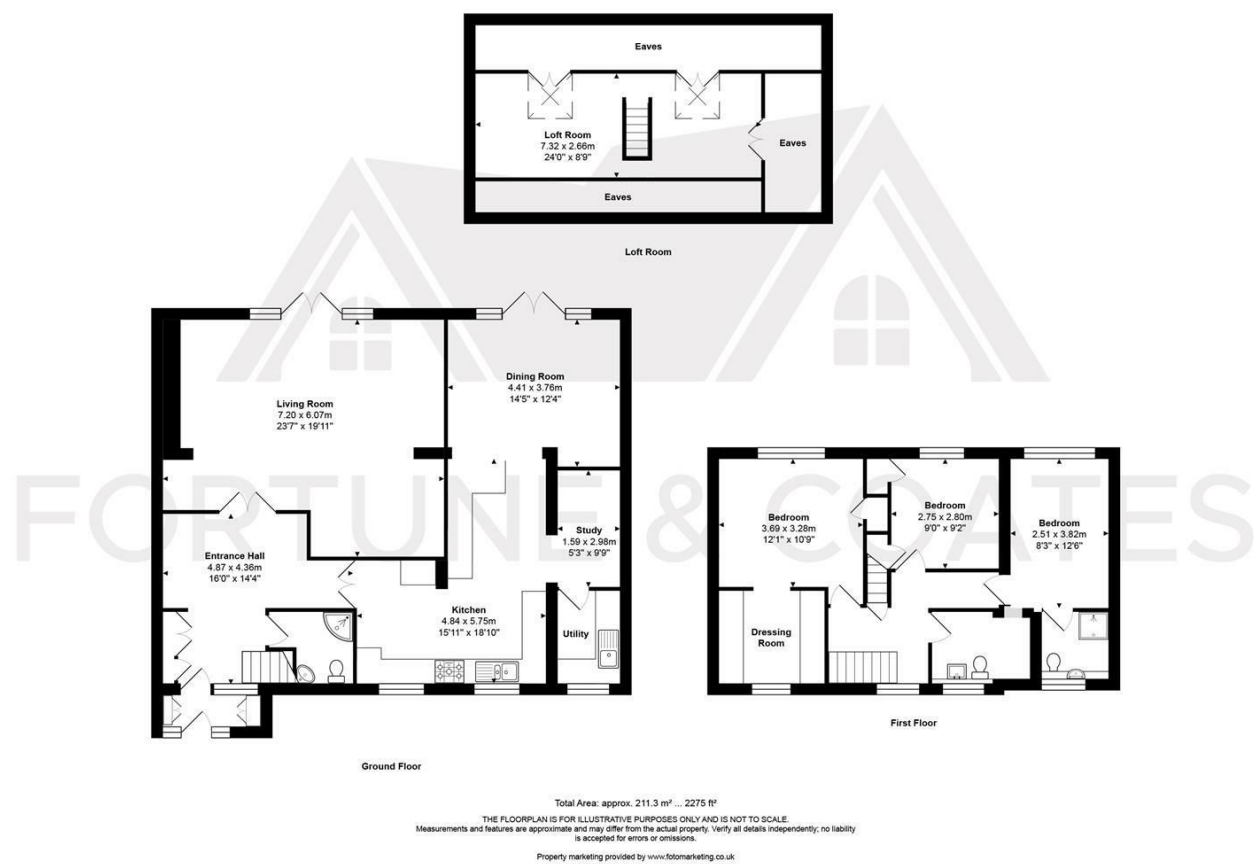 Eaves
Loft Room
7.32 x 2.66m
24'0" x 8'9"
Eaves
Eaves
Loft Room
FORTUNE & COATES
Living Room
7.20 x 6.07m
23'7" x 19'11"
Dining Room
4.41 x 3.76m
14'5" x 12'4"
Study
1.59 x 2.98m
5'3" x 9'9"
Entrance Hall
4.87 x 4.36m
16'0" x 14'4"
Kitchen
4.84 x 5.75m
15'11" x 18'10"
Utility
Ground Floor
Bedroom
3.69 x 3.28m
12'1" x 10'9"
Bedroom
2.75 x 2.80m
9'0" x 9'2"
Bedroom
2.51 x 3.82m
8'3" x 12'6"
Dressing
Room
First Floor
Total Area: approx. 211.3 m² ... 2275 ft²
THE FLOORPLAN IS FOR ILLUSTRATIVE PURPOSES ONLY AND IS NOT TO SCALE.
Measurements and features are approximate and may differ from the actual property. Verify all details independently; no liability
is accepted for errors or omissions.
Property marketing provided by www.fotomarketing.co.uk